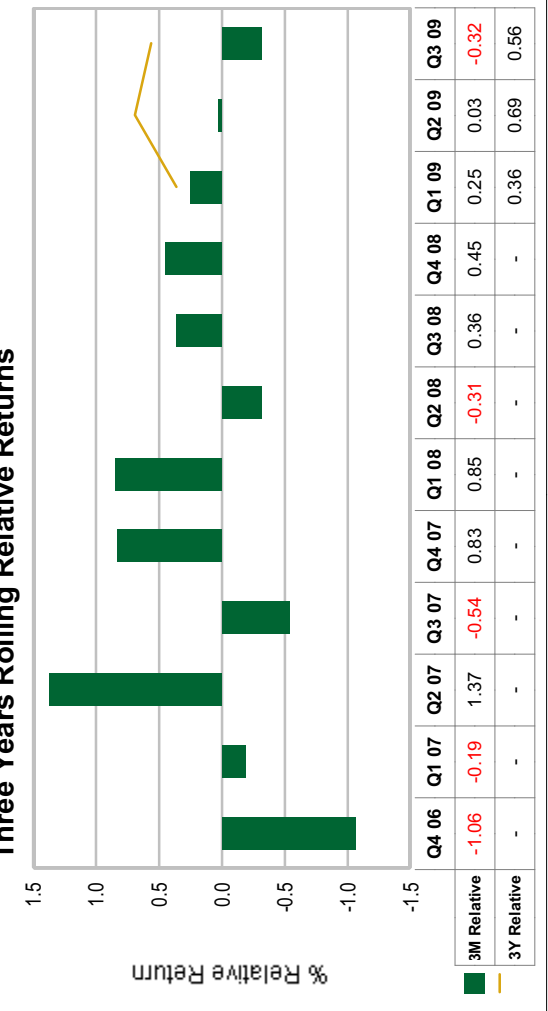 Three Years Rolling Relative Returns
% Relative Return
1.5
1.0
0.5
0.0
-0.5
-1.0
-1.5
Q4 06 Q1 07 Q2 07 Q3 07 Q4 07 Q1 08 Q2 08 Q3 08 Q4 08 Q1 09 Q2 09 Q3 09
3M Relative -1.06 -0.19 1.37 -0.54 0.83 0.85 -0.31 0.36 0.45 0.25 0.03 -0.32
3Y Relative - - - - - - - - - 0.36 0.69 0.56